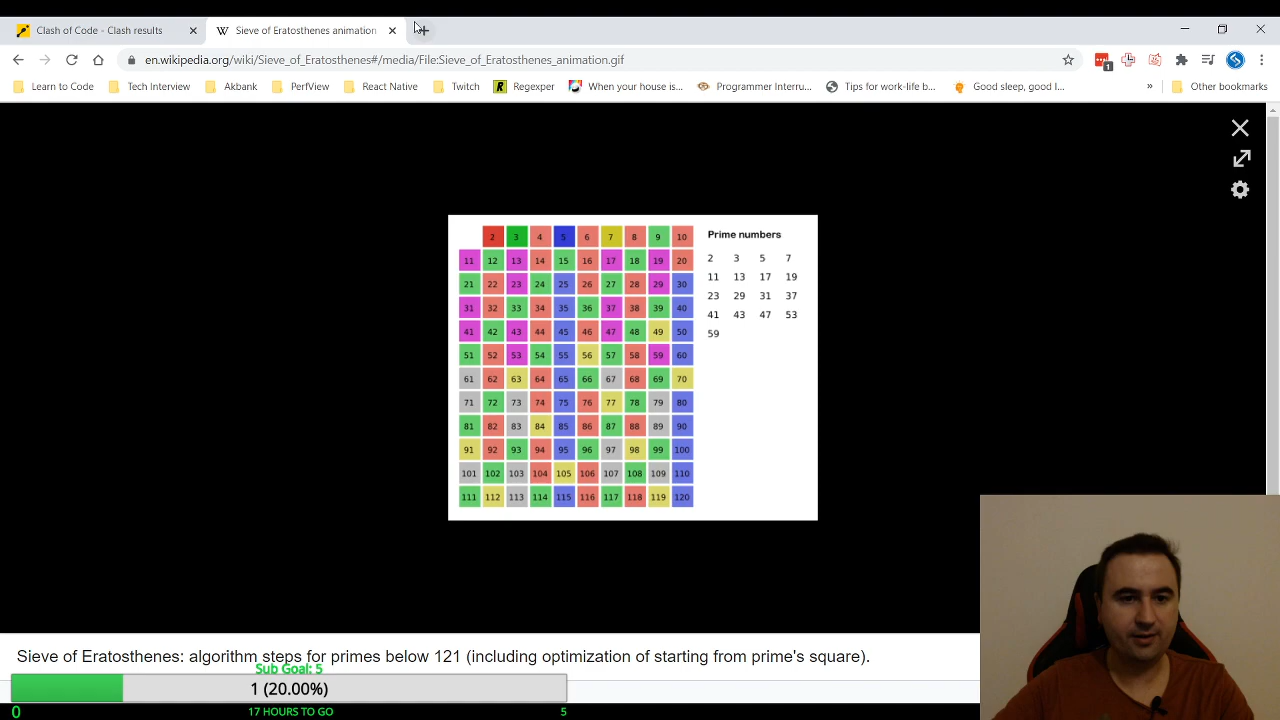 Clash of Code - Clash results
Sieve of Eratosthenes animation
en.wikipedia.org/wiki/Sieve_of_Eratosthenes#/media/File:Sieve_of_Eratosthenes_animation.gif
1
Learn to Code Tech Interview Akbank PerfView React Native Twitch Regexper When your house is... Programmer Interru... Tips for work-life b... Good sleep, good l... » Other bookmarks
2 3 4 5 6 7 8 9 10
11 12 13 14 15 16 17 18 19 20
21 22 23 24 25 26 27 28 29 30
31 32 33 34 35 36 37 38 39 40
41 42 43 44 45 46 47 48 49 50
51 52 53 54 55 56 57 58 59 60
61 62 63 64 65 66 67 68 69 70
71 72 73 74 75 76 77 78 79 80
81 82 83 84 85 86 87 88 89 90
91 92 93 94 95 96 97 98 99 100
101 102 103 104 105 106 107 108 109 110
111 112 113 114 115 116 117 118 119 120
Prime numbers
2 3 5 7
11 13 17 19
23 29 31 37
41 43 47 53
59
Sieve of Eratosthenes: algorithm steps for primes below 121 (including optimization of starting from prime's square).
Sub Goal: 5
1 (20.00%)
0 17 HOURS TO GO 5